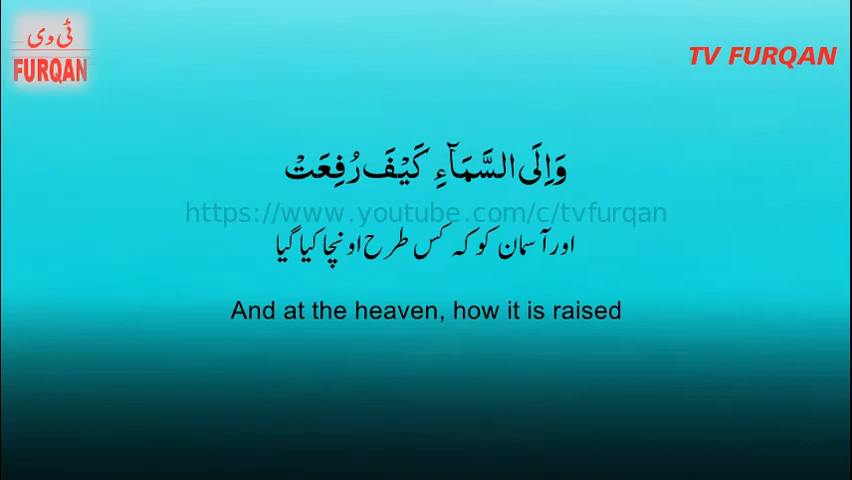 ٹی وی
FURQAN
TV FURQAN
وَاِلَى السَّمَآءِ كَيْفَ رُفِعَتْ
https://www.youtube.com/c/tvfurqan
اور آسمان کو کہ کس طرح اونچا کیا گیا
And at the heaven, how it is raised